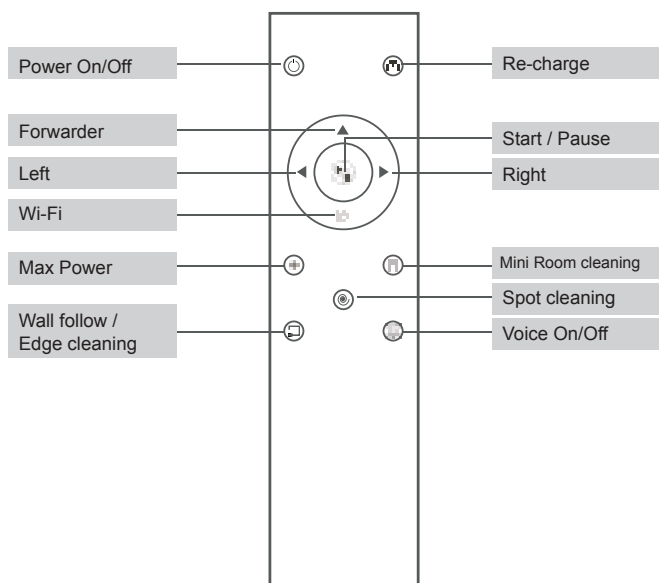 Power On/Off
Re-charge
Forwarder
Start / Pause
Left
Right
Wi-Fi
Max Power
Mini Room cleaning
Spot cleaning
Wall follow /
Edge cleaning
Voice On/Off